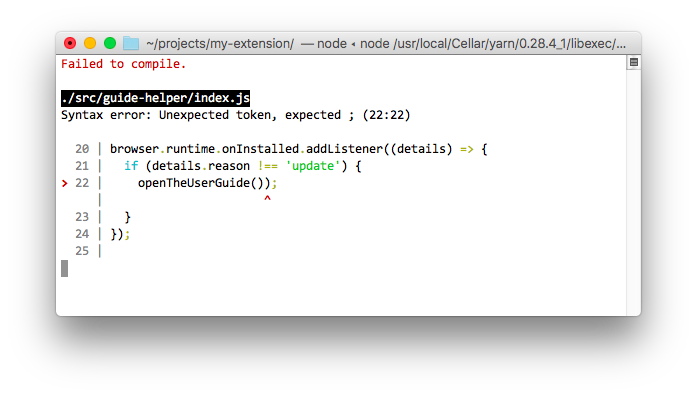 ~/projects/my-extension/ — node ◂ node /usr/local/Cellar/yarn/0.28.4_1/libexec/...
Failed to compile.
./src/guide-helper/index.js
Syntax error: Unexpected token, expected ; (22:22)
20 | browser.runtime.onInstalled.addListener((details) => {
21 |   if (details.reason !== 'update') {
> 22 |     openTheUserGuide());
|                       ^
23 |   }
24 | });
25 |